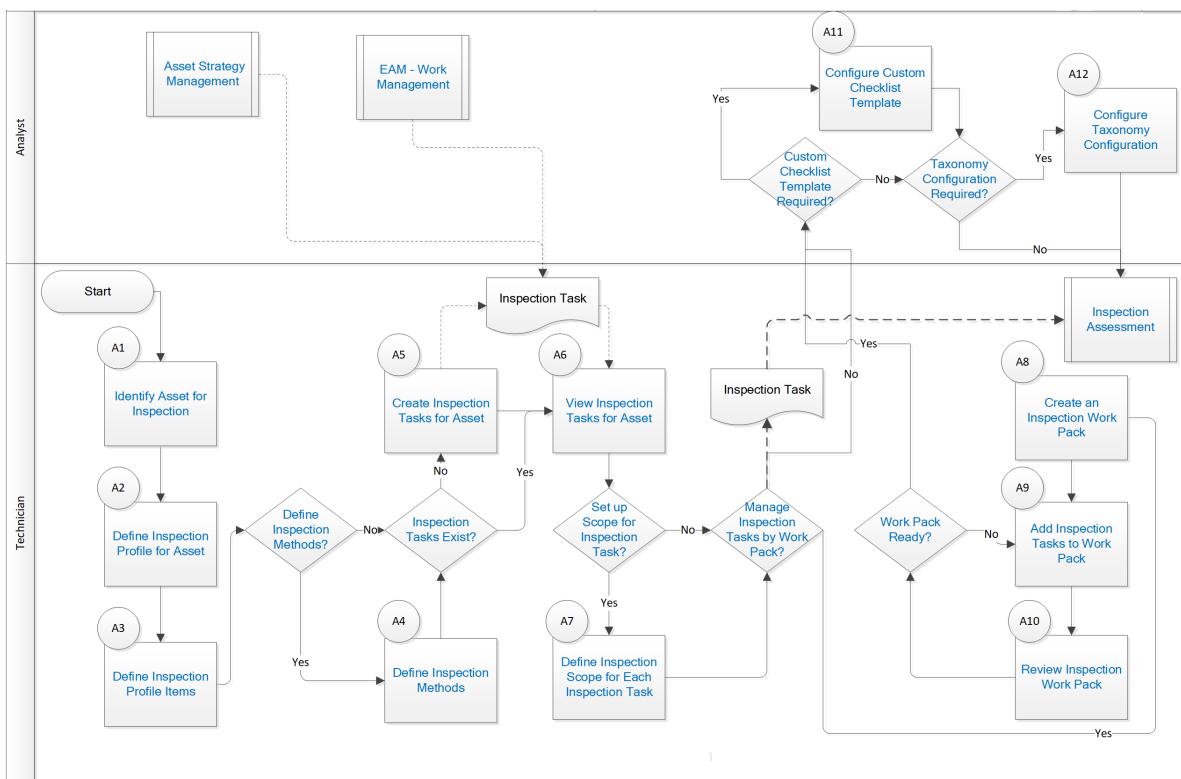 Analyst
Asset Strategy
Management
EAM - Work
Management
A11
Configure Custom
Checklist
Template
A12
Configure
Taxonomy
Configuration
Yes
Custom
Checklist
Template
Required?
No
Taxonomy
Configuration
Required?
Yes
No
Technician
Start
Inspection Task
Inspection
Assessment
A1
Identify Asset for
Inspection
A5
Create Inspection
Tasks for Asset
A6
View Inspection
Tasks for Asset
Inspection Task
Yes
No
A8
Create an
Inspection Work
Pack
A2
Define Inspection
Profile for Asset
Define
Inspection
Methods?
No
Inspection
Tasks Exist?
No
Yes
Set up
Scope for
Inspection
Task?
No
Manage
Inspection
Tasks by Work
Pack?
Work Pack
Ready?
No
A9
Add Inspection
Tasks to Work
Pack
A3
Define Inspection
Profile Items
Yes
A4
Define Inspection
Methods
Yes
A7
Define Inspection
Scope for Each
Inspection Task
A10
Review Inspection
Work Pack
Yes